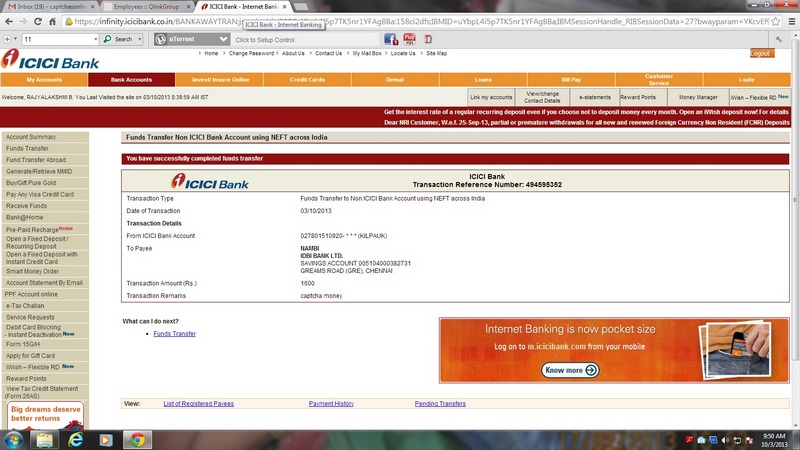 Inbox (19) - captchasonlin
Employees :: QlinkGroup
ICICI Bank - Internet Ban
https://infinity.icicibank.co.in/BANKAWAYTRAN
ICICI Bank - Internet Banking
11
Search
uTorrent
Click to Setup Control
ICICI Bank
Home
Change Password
About Us
Contact Us
My Mail Box
Locate Us
Site Map
Logout
My Accounts
Bank Accounts
Invest/Insure Online
Credit Cards
Demat
Loans
Bill Pay
Customer Service
i-safe
Welcome, RAJYALAKSHMI B. You Last Visited the site on 03/10/2013 8:39:59 AM IST
Link my accounts
View/change Contact Details
e-statements
Reward Points
Money Manager
iWish – Flexible RD New
Get the interest rate of a regular recurring deposit even if you choose not to deposit money every month. Open an iWish deposit now! For details
Dear NRI Customer, W.e.f. 25-Sep-13, partial or premature withdrawals for all new and renewed Foreign Currency Non Resident (FCNR) Deposits
Account Summary
Funds Transfer
Fund Transfer Abroad
Generate/Retrieve MMID
Buy/Gift Pure Gold
Pay Any Visa Credit Card
Receive Funds
Bank@Home
Pre-Paid Recharge Mobile
Open a Fixed Deposit /
Recurring Deposit
Open a Fixed Deposit with
Instant Credit Card
Smart Money Order
Account Statement By Email
PPF Account online
e-Tax Challan
Service Requests
Debit Card Blocking
- Instant Deactivation New
Form 15G/H
Apply for Gift Card
iWish – Flexible RD New
Reward Points
View Tax Credit Statement
(Form 26AS)
Big dreams deserve
better returns
Funds Transfer Non ICICI Bank Account using NEFT across India
You have successfully completed funds transfer
ICICI Bank
ICICI Bank
Transaction Reference Number: 494595352
Transaction Type Funds Transfer to Non ICICI Bank Account using NEFT across India
Date of Transaction 03/10/2013
Transaction Details
From ICICI Bank Account 027801510920- * * * (KILPAUK)
To Payee NAMBI
IDBI BANK LTD.
SAVINGS ACCOUNT 005104000382731
GREAMS ROAD (GRE), CHENNAI
Transaction Amount (Rs.) 1600
Transaction Remarks captcha money
What can I do next?
Funds Transfer
Internet Banking is now pocket size
Log on to m.icicibank.com from your mobile
Know more
View:
List of Registered Payees
Payment History
Pending Transfers
9:50 AM
10/3/2013